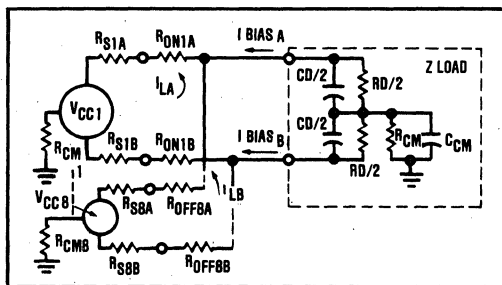 RS1A RON1A I BIAS A
Z LOAD
CD/2 RD/2
ILA
VCC1
CD/2 RCM CCM
RCM1 RS1B RON1B I BIAS B
RD/2
ILB
VCC8 RS8A ROFF8A
RCM8
RS8B ROFF8B